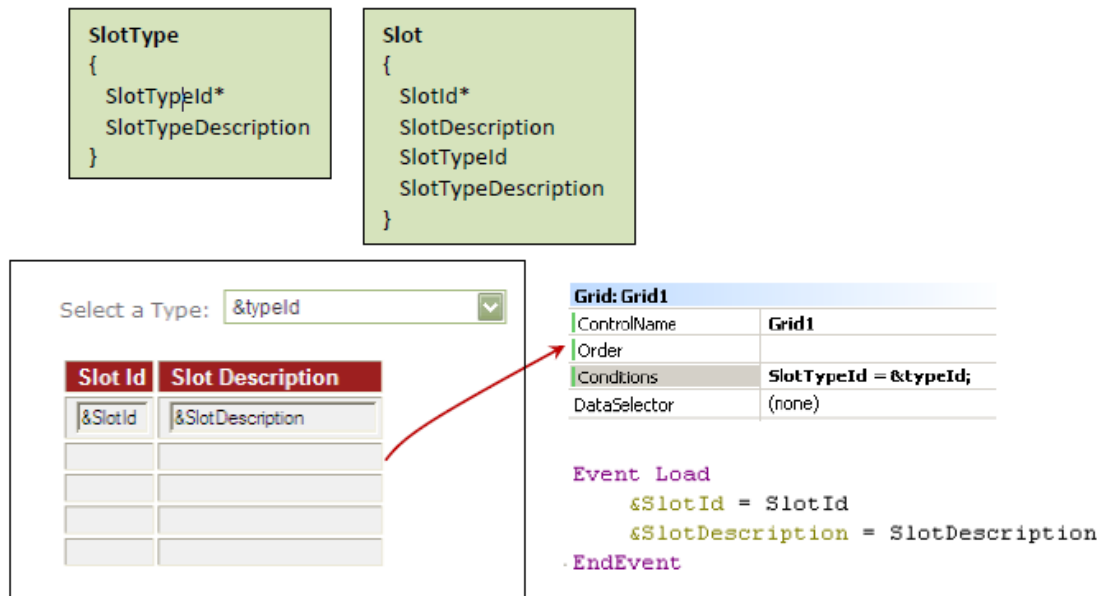 SlotType
{
SlotTypeId*
SlotTypeDescription
}
Slot
{
SlotId*
SlotDescription
SlotTypeId
SlotTypeDescription
}
Select a Type: &typeId
Slot Id Slot Description
&SlotId &SlotDescription
Grid: Grid1
ControlName Grid1
Order
Conditions SlotTypeId = &typeId;
DataSelector (none)
Event Load
&SlotId = SlotId
&SlotDescription = SlotDescription
EndEvent